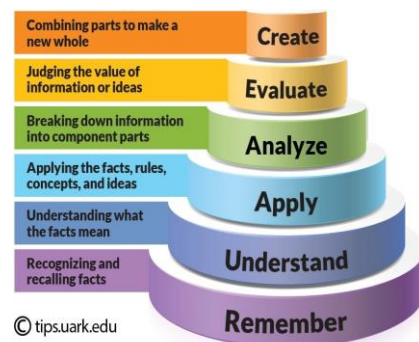 Combining parts to make a
new whole
Create
Judging the value of
information or ideas
Evaluate
Breaking down information
into component parts
Analyze
Applying the facts, rules,
concepts, and ideas
Apply
Understanding what
the facts mean
Understand
Recognizing and
recalling facts
Remember
© tips.uark.edu